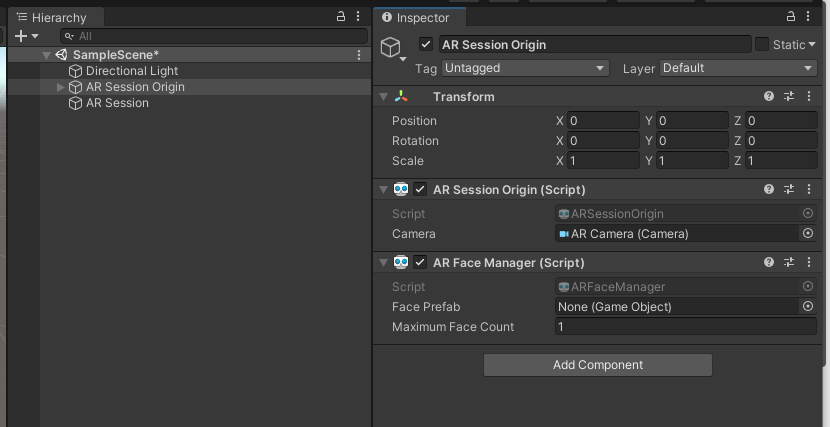 Hierarchy
All
SampleScene*
Directional Light
AR Session Origin
AR Session
Inspector
AR Session Origin Static
Tag Untagged Layer Default
Transform
Position X 0 Y 0 Z 0
Rotation X 0 Y 0 Z 0
Scale X 1 Y 1 Z 1
AR Session Origin (Script)
Script ARSessionOrigin
Camera AR Camera (Camera)
AR Face Manager (Script)
Script ARFaceManager
Face Prefab None (Game Object)
Maximum Face Count 1
Add Component